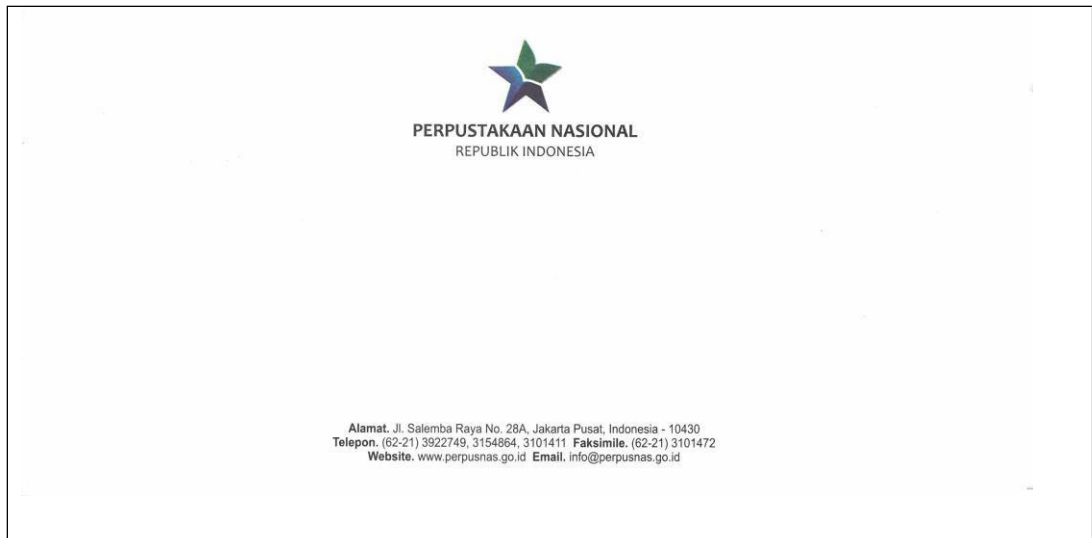 PERPUSTAKAAN NASIONAL
REPUBLIK INDONESIA
Alamat. Jl. Salemba Raya No. 28A, Jakarta Pusat, Indonesia - 10430
Telepon. (62-21) 3922749, 3154864, 3101411 Faksimile. (62-21) 3101472
Website. www.perpusnas.go.id Email. info@perpusnas.go.id